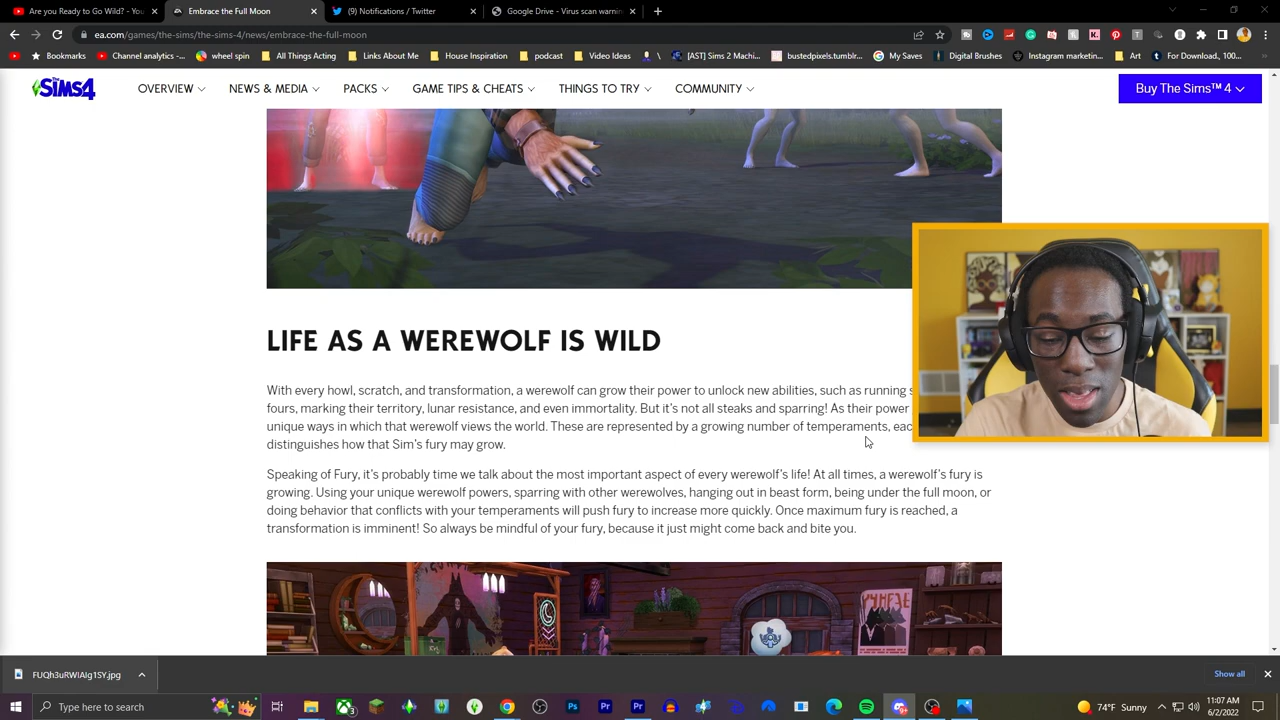 Are you Ready to Go Wild? - You
Embrace the Full Moon
(9) Notifications / Twitter
Google Drive - Virus scan warnin
ea.com/games/the-sims/the-sims-4/news/embrace-the-full-moon
Bookmarks
Channel analytics -...
wheel spin
All Things Acting
Links About Me
House Inspiration
podcast
Video Ideas
[AST] Sims 2 Machi...
bustedpixels.tumblr...
My Saves
Digital Brushes
Instagram marketin...
Art
For Download, 100...
The SiMS4
OVERVIEW
NEWS & MEDIA
PACKS
GAME TIPS & CHEATS
THINGS TO TRY
COMMUNITY
Buy The Sims™ 4
LIFE AS A WEREWOLF IS WILD
With every howl, scratch, and transformation, a werewolf can grow their power to unlock new abilities, such as running
fours, marking their territory, lunar resistance, and even immortality. But it's not all steaks and sparring! As their power
unique ways in which that werewolf views the world. These are represented by a growing number of temperaments,
distinguishes how that Sim's fury may grow.
Speaking of Fury, it's probably time we talk about the most important aspect of every werewolf's life! At all times, a werewolf's fury is
growing. Using your unique werewolf powers, sparring with other werewolves, hanging out in beast form, being under the full moon, or
doing behavior that conflicts with your temperaments will push fury to increase more quickly. Once maximum fury is reached, a
transformation is imminent! So always be mindful of your fury, because it just might come back and bite you.
FUQh3uRWIAIg1SY.jpg
Show all
Type here to search
74°F Sunny
11:07 AM
6/2/2022